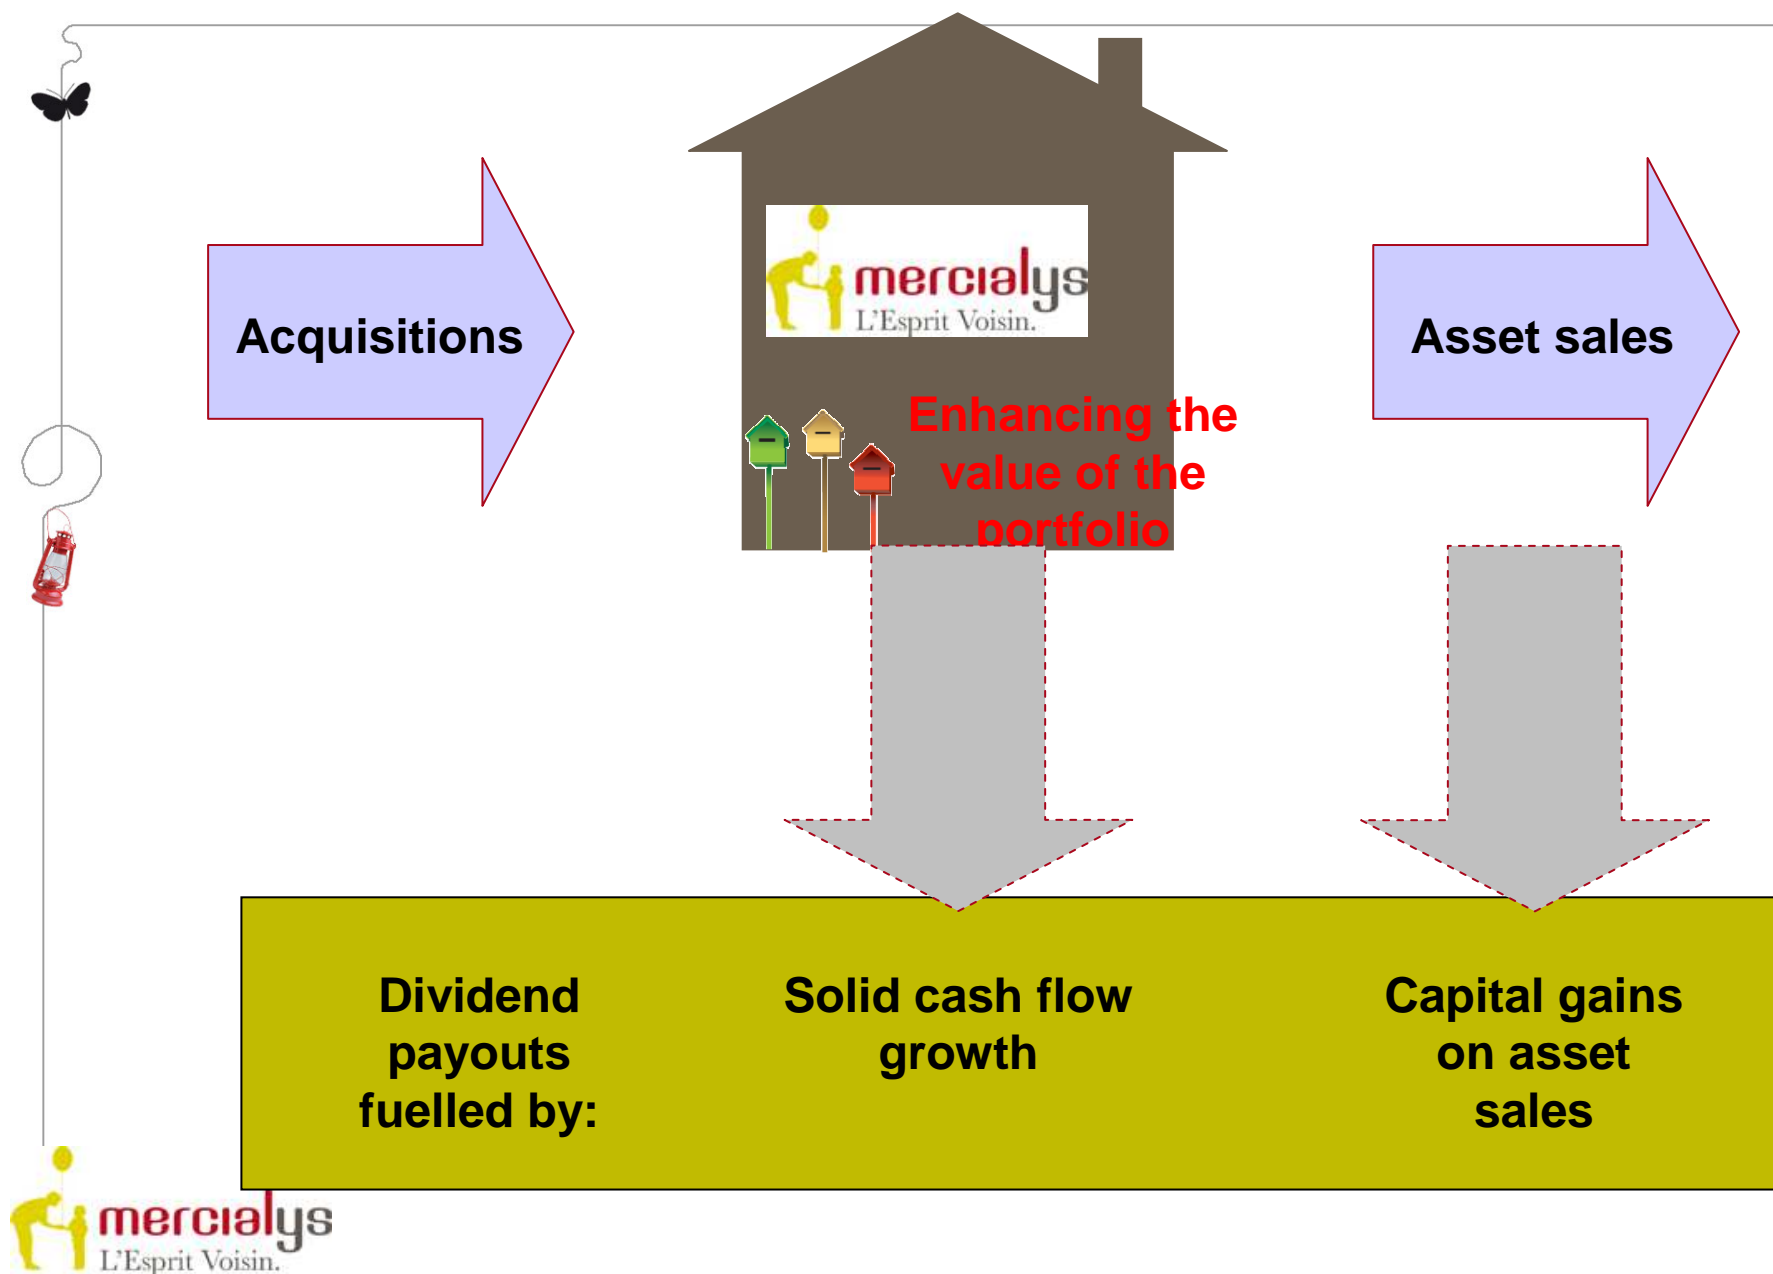 mercialys
L'Esprit Voisin.
Acquisitions
Asset sales
Enhancing the
value of the
portfolio
Dividend
payouts
fuelled by:
Solid cash flow
growth
Capital gains
on asset
sales
mercialys
L'Esprit Voisin.